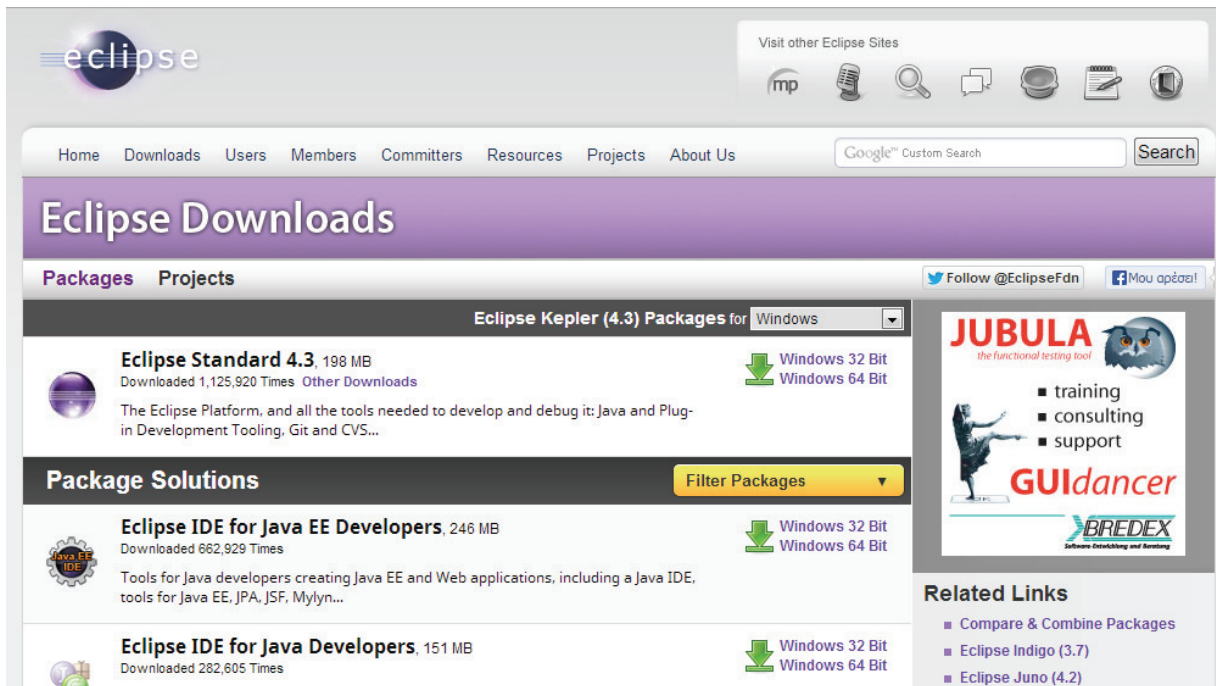 eclipse
Visit other Eclipse Sites
mp
Home Downloads Users Members Committers Resources Projects About Us
Google™ Custom Search
Search
Eclipse Downloads
Packages Projects
Follow @EclipseFdn
Μου αρέσει!
Eclipse Kepler (4.3) Packages for Windows
Eclipse Standard 4.3, 198 MB
Downloaded 1,125,920 Times Other Downloads
The Eclipse Platform, and all the tools needed to develop and debug it: Java and Plug-
in Development Tooling, Git and CVS...
Windows 32 Bit
Windows 64 Bit
Package Solutions
Filter Packages
Java EE
IDE
Eclipse IDE for Java EE Developers, 246 MB
Downloaded 662,929 Times
Tools for Java developers creating Java EE and Web applications, including a Java IDE,
tools for Java EE, JPA, JSF, Mylyn...
Windows 32 Bit
Windows 64 Bit
Eclipse IDE for Java Developers, 151 MB
Downloaded 282,605 Times
Windows 32 Bit
Windows 64 Bit
JUBULA
the functional testing tool
training
consulting
support
GUIdancer
BREDEX
Software-Entwicklung und Beratung
Related Links
Compare & Combine Packages
Eclipse Indigo (3.7)
Eclipse Juno (4.2)